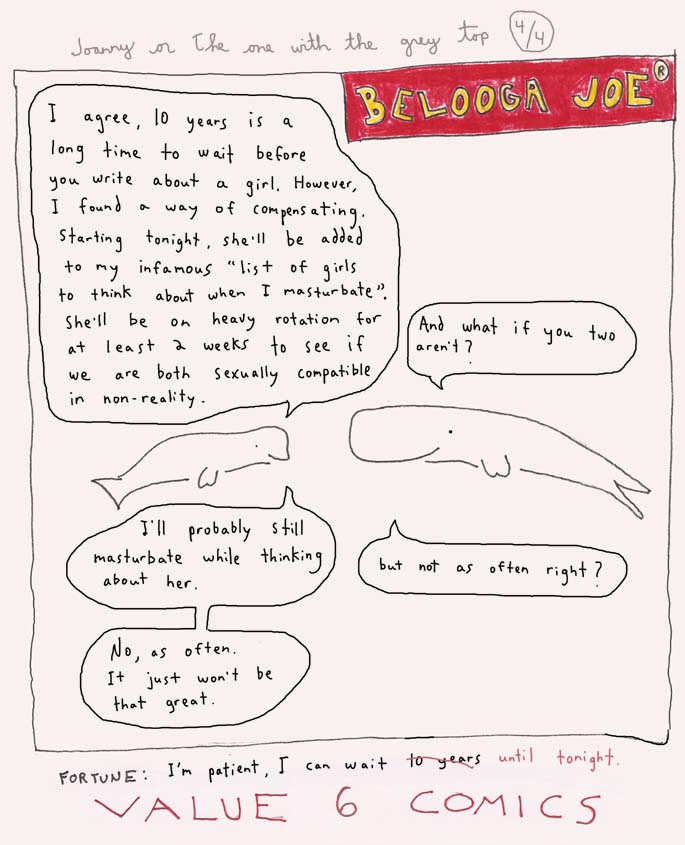 Joanny or The one with the grey top 4/4
BELOOGA JOE®
I agree, 10 years is a
long time to wait before
you write about a girl. However,
I found a way of compensating.
Starting tonight, she'll be added
to my infamous "list of girls
to think about when I masturbate".
She'll be on heavy rotation for
at least 2 weeks to see if
we are both sexually compatible
in non-reality.
And what if you two
aren't?
I'll probably still
masturbate while thinking
about her.
but not as often right?
No, as often.
It just won't be
that great.
FORTUNE: I'm patient, I can wait 10 years until tonight.
VALUE 6 COMICS